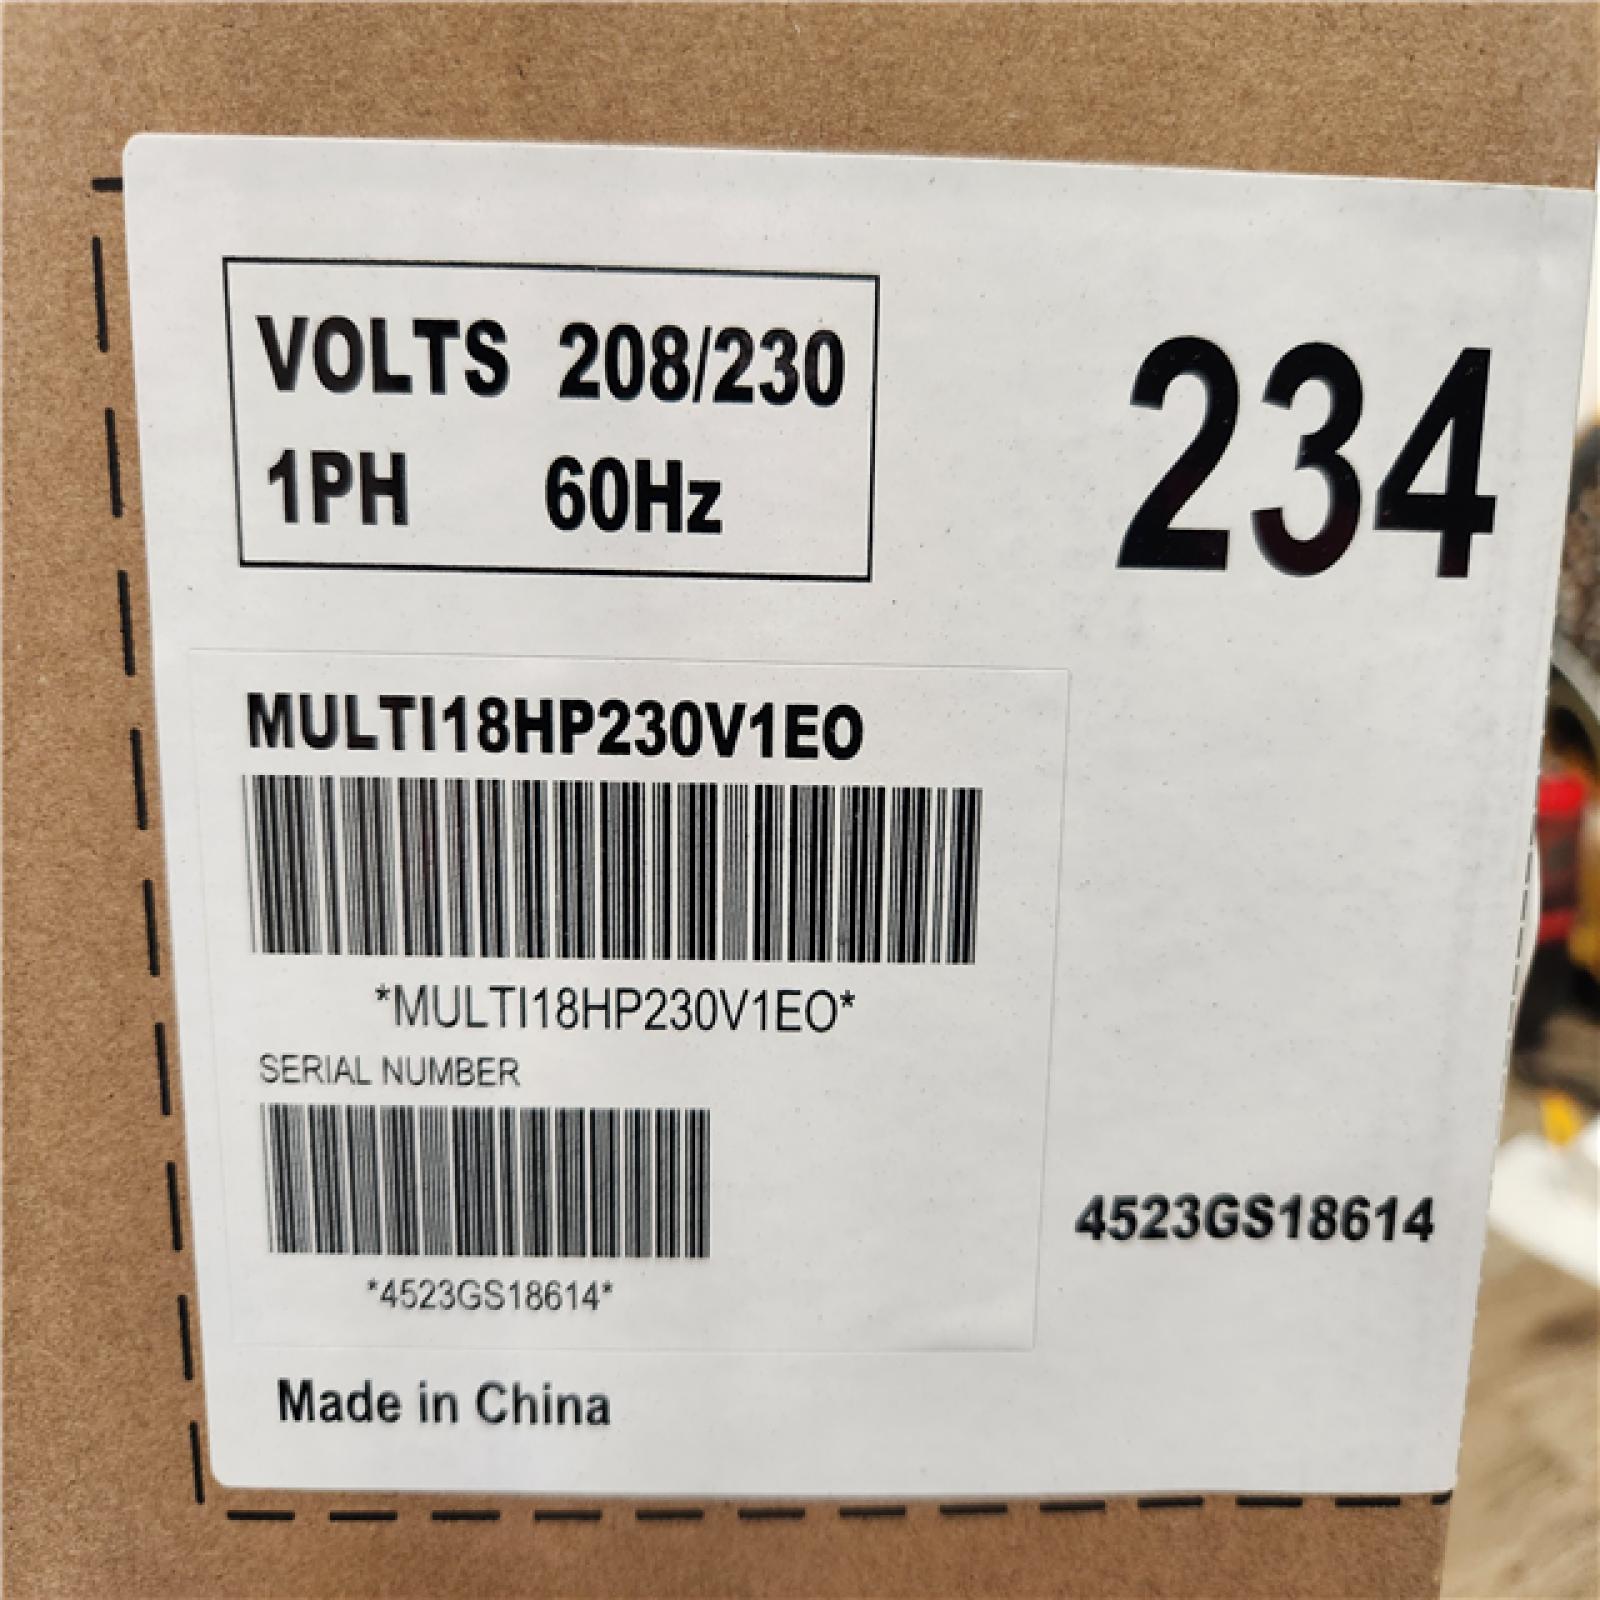 VOLTS 208/230
1PH 60Hz
234
MULTI18HP230V1EO
*MULTI18HP230V1EO*
SERIAL NUMBER
4523GS18614
*4523GS18614*
Made in China